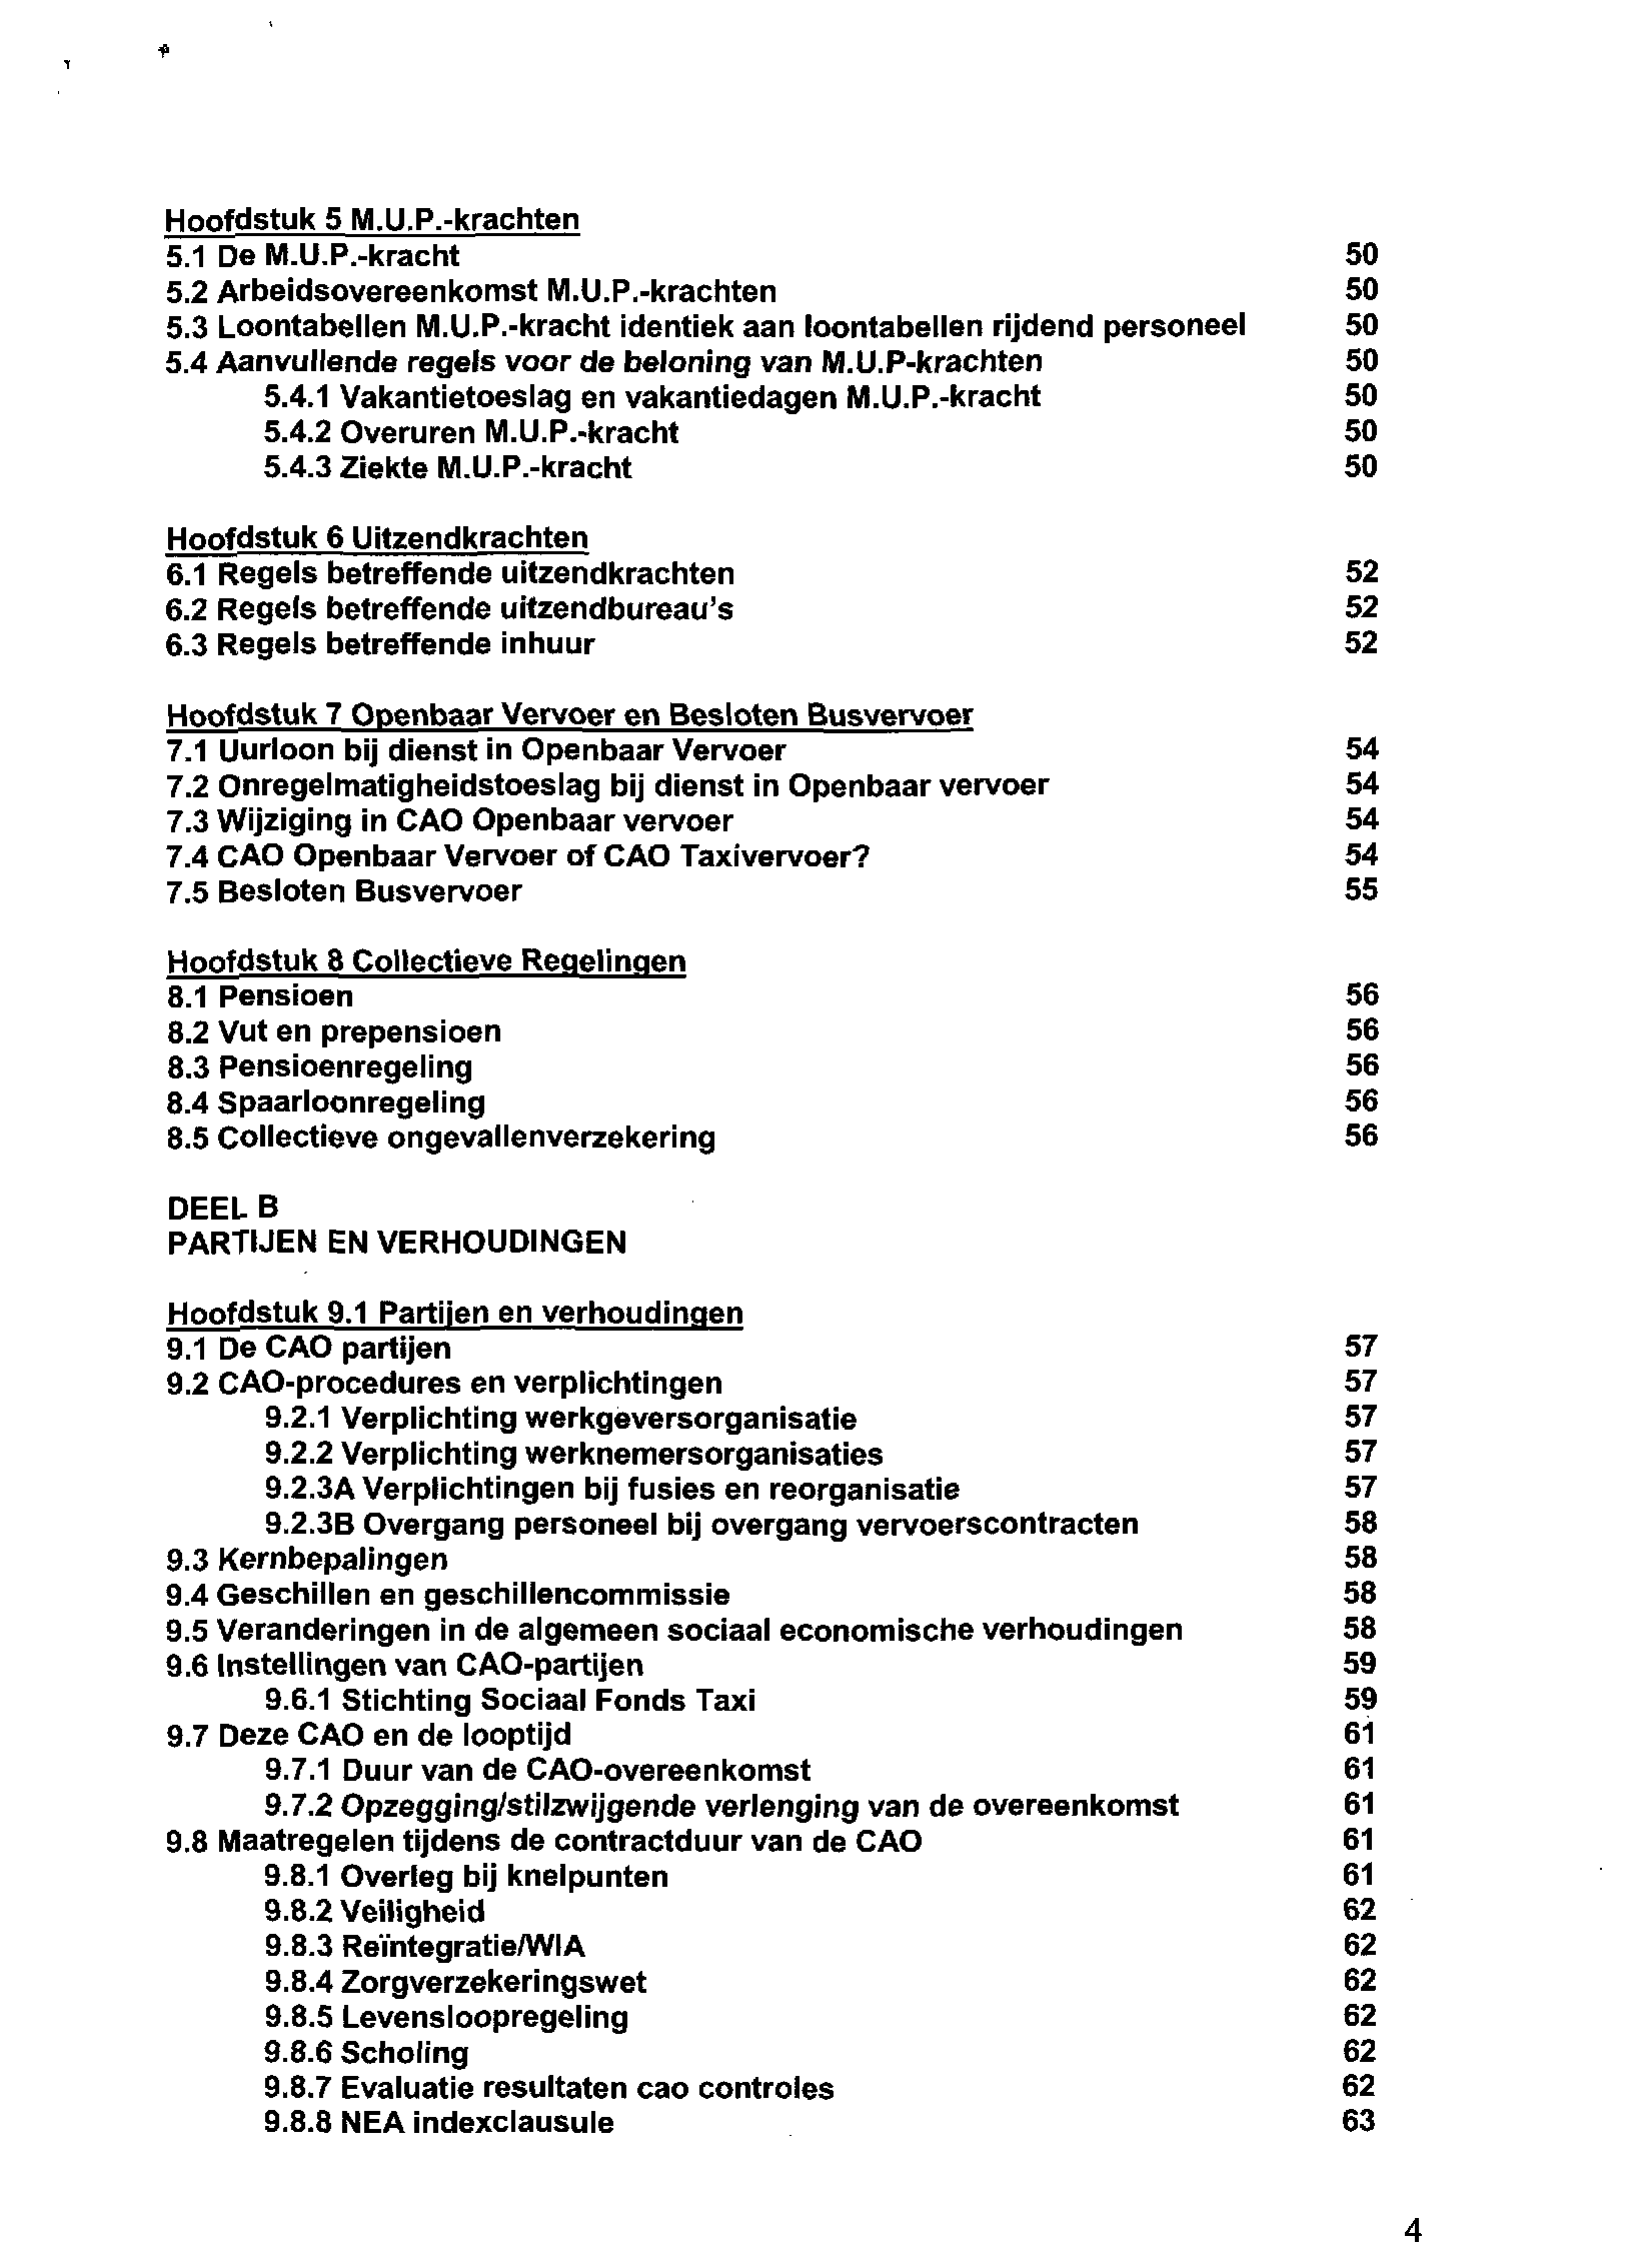 Hoofdstuk 5 M.U.P.-krachten
5.1 De M.U.P.-kracht 50
5.2 Arbeidsovereenkomst M.U.P.-krachten 50
5.3 Loontabellen M.U.P.-kracht identiek aan loontabellen rijdend personeel 50
5.4 Aanvullende regels voor de beloning van M.U.P-krachten 50
5.4.1 Vakantietoeslag en vakantiedagen M.U.P.-kracht 50
5.4.2 Overuren M.U.P.-kracht 50
5.4.3 Ziekte M.U.P.-kracht 50
Hoofdstuk 6 Uitzendkrachten
6.1 Regels betreffende uitzendkrachten 52
6.2 Regels betreffende uitzendbureau's 52
6.3 Regels betreffende inhuur 52
Hoofdstuk 7 Openbaar Vervoer en Besloten Busvervoer
7.1 Uurloon bij dienst in Openbaar Vervoer 54
7.2 Onregelmatigheidstoeslag bij dienst in Openbaar vervoer 54
7.3 Wijziging in CAO Openbaar vervoer 54
7.4 CAO Openbaar Vervoer of CAO Taxivervoer? 54
7.5 Besloten Busvervoer 55
Hoofdstuk 8 Collectieve Regelingen
8.1 Pensioen 56
8.2 Vut en prepensioen 56
8.3 Pensioenregeling 56
8.4 Spaarloonregeling 56
8.5 Collectieve ongevallenverzekering 56
DEEL B
PARTIJEN EN VERHOUDINGEN
Hoofdstuk 9.1 Partijen en verhoudingen
9.1 De CAO partijen 57
9.2 CAO-procedures en verplichtingen 57
9.2.1 Verplichting werkgeversorganisatie 57
9.2.2 Verplichting werknemersorganisaties 57
9.2.3A Verplichtingen bij fusies en reorganisatie 57
9.2.3B Overgang personeel bij overgang vervoerscontracten 58
9.3 Kernbepalingen 58
9.4 Geschillen en geschillencommissie 58
9.5 Veranderingen in de algemeen sociaal economische verhoudingen 58
9.6 Instellingen van CAO-partijen 59
9.6.1 Stichting Sociaal Fonds Taxi 59
9.7 Deze CAO en de looptijd 61
9.7.1 Duur van de CAO-overeenkomst 61
9.7.2 Opzegging/stilzwijgende verlenging van de overeenkomst 61
9.8 Maatregelen tijdens de contractduur van de CAO 61
9.8.1 Overleg bij knelpunten 61
9.8.2 Veiligheid 62
9.8.3 Reïntegratie/WIA 62
9.8.4 Zorgverzekeringswet 62
9.8.5 Levensloopregeling 62
9.8.6 Scholing 62
9.8.7 Evaluatie resultaten cao controles 62
9.8.8 NEA indexclausule 63
4